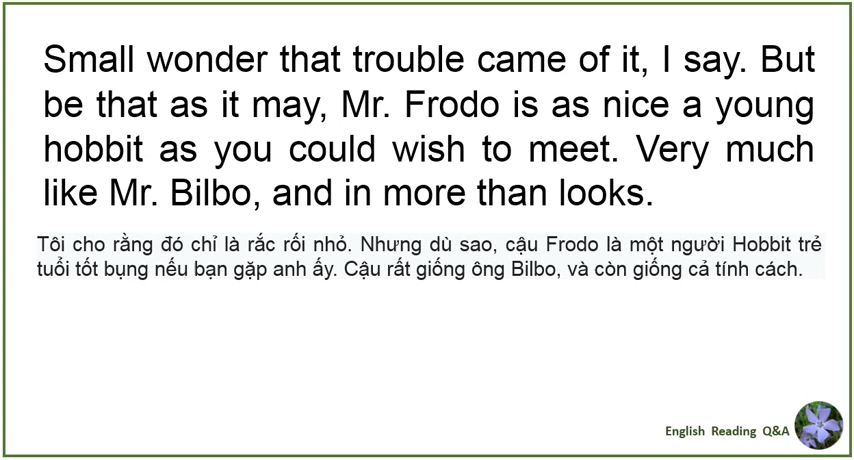 Small wonder that trouble came of it, I say. But
be that as it may, Mr. Frodo is as nice a young
hobbit as you could wish to meet. Very much
like Mr. Bilbo, and in more than looks.
Tôi cho rằng đó chỉ là rắc rối nhỏ. Nhưng dù sao, cậu Frodo là một người Hobbit trẻ
tuổi tốt bụng nếu bạn gặp anh ấy. Cậu rất giống ông Bilbo, và còn giống cả tính cách.
English Reading Q&A